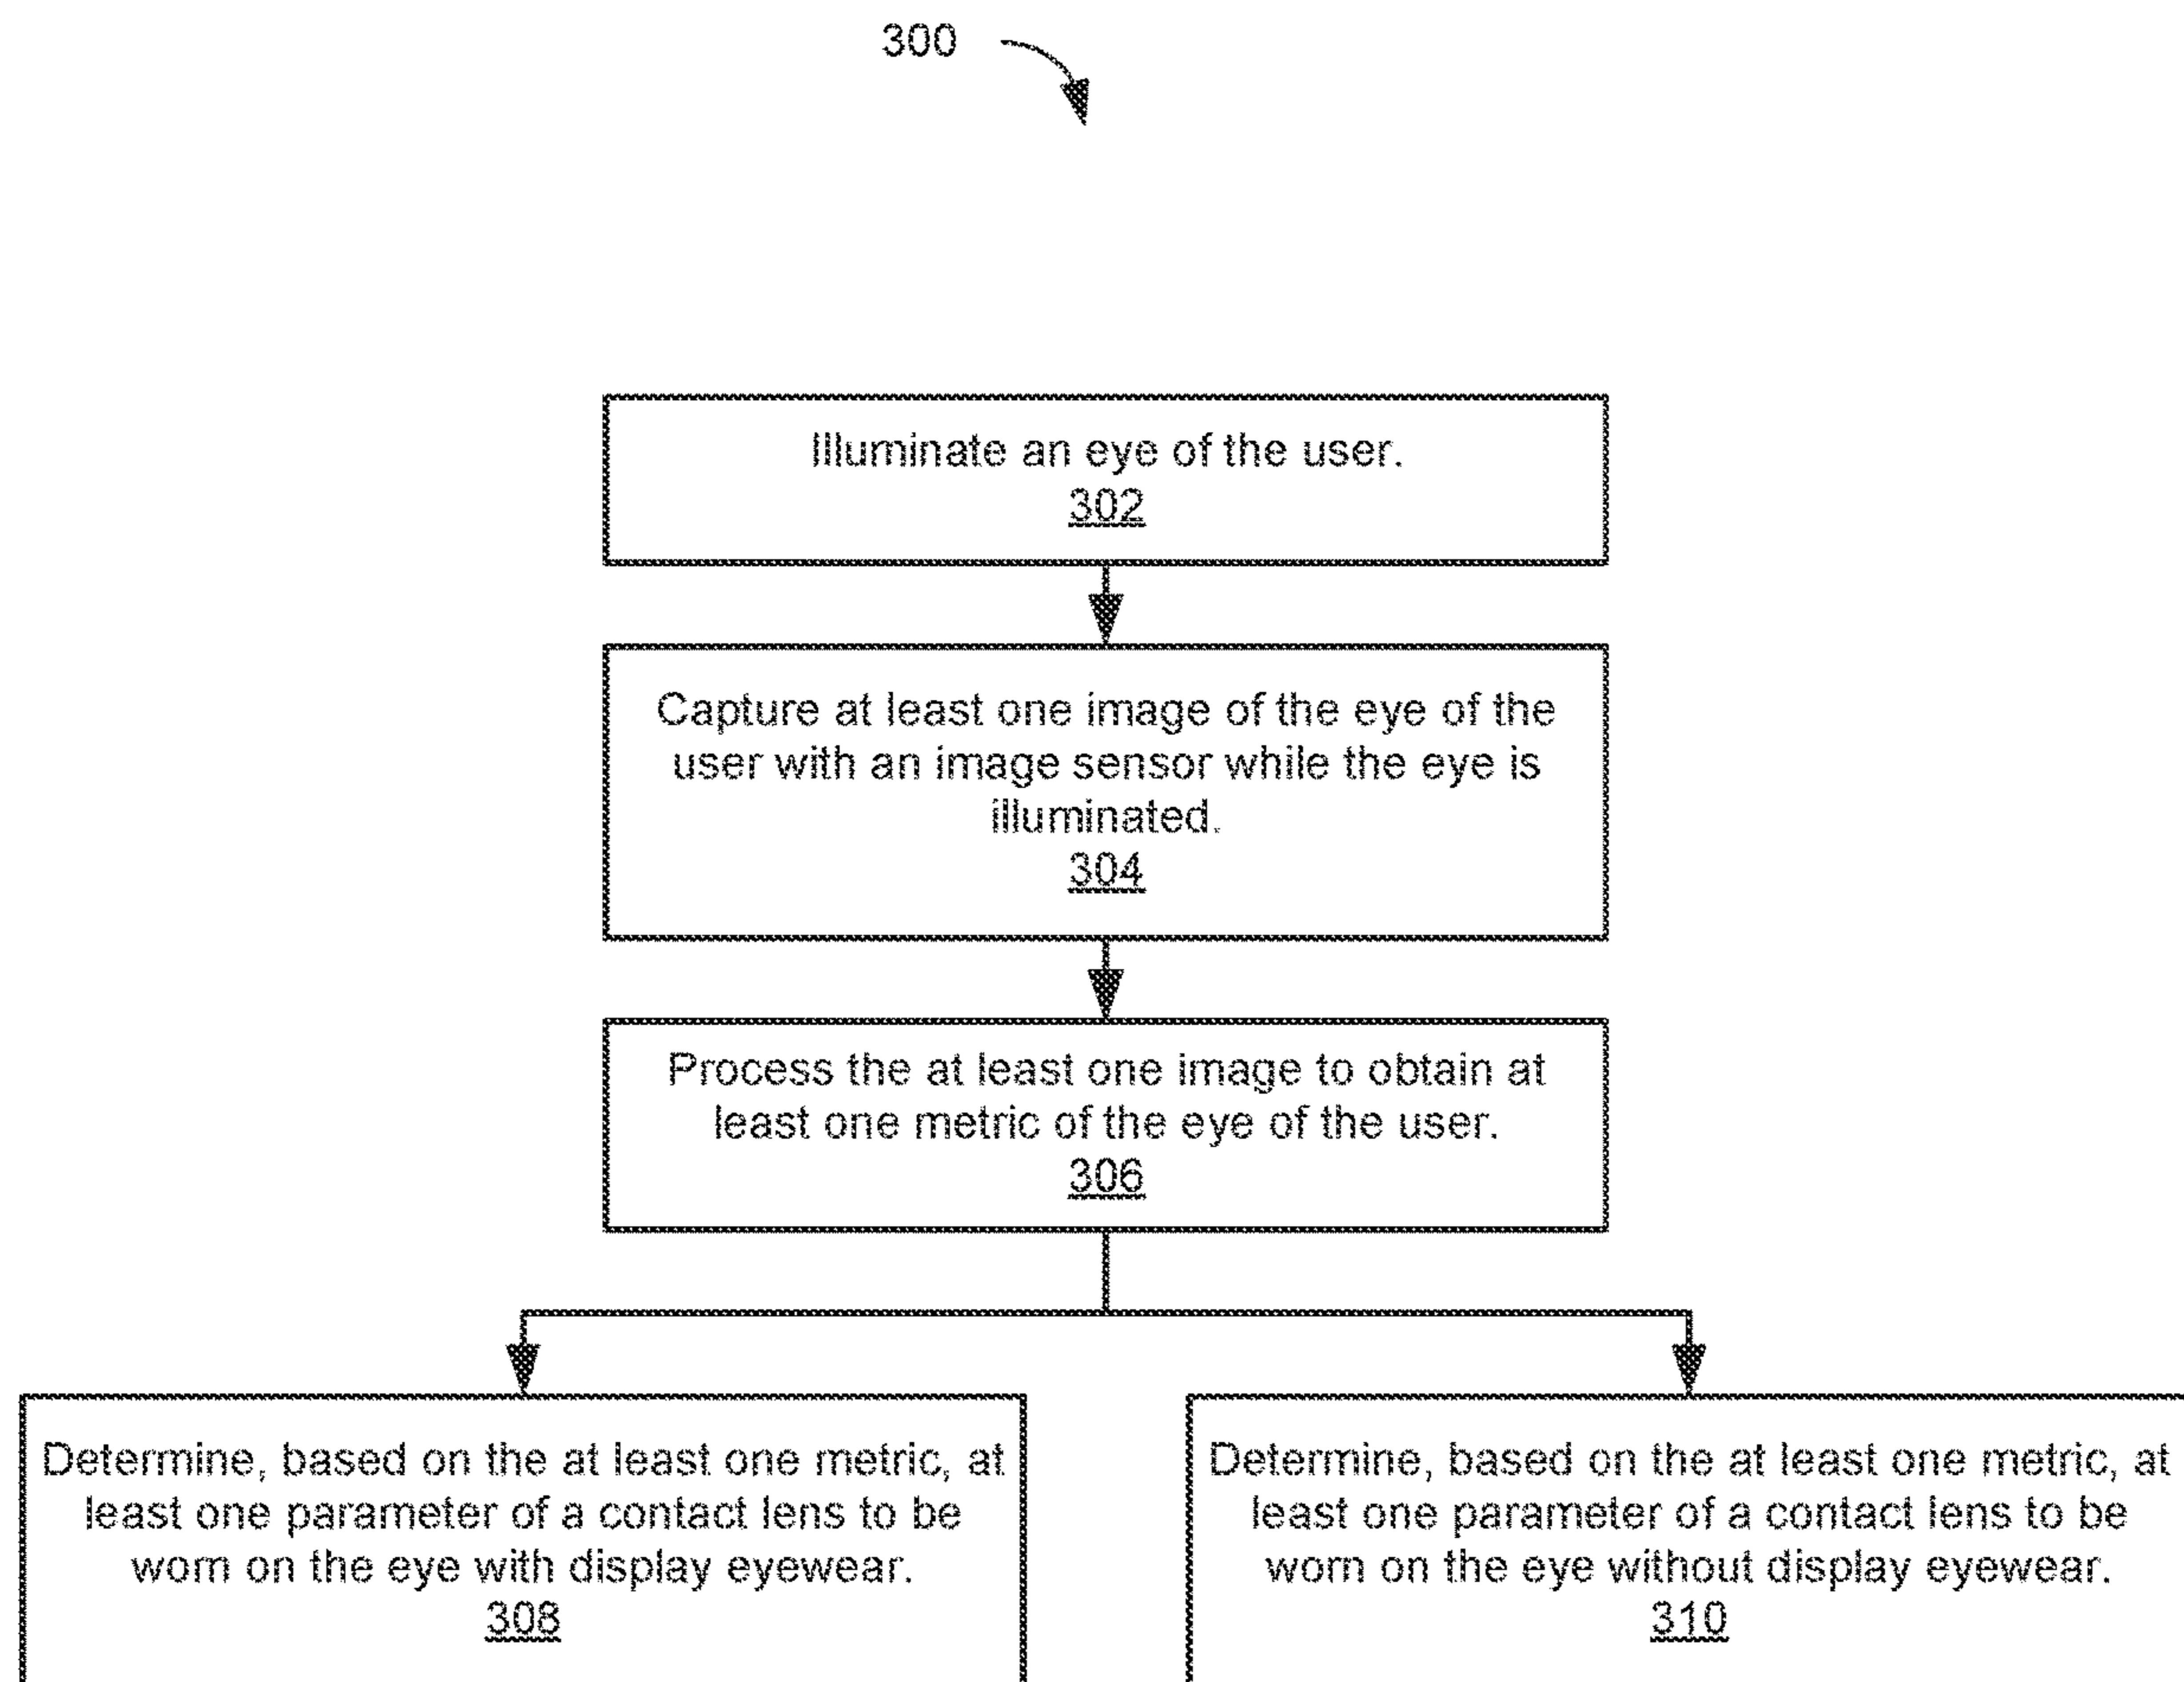 300
Illuminate an eye of the user.
302
Capture at least one image of the eye of the
user with an image sensor while the eye is
illuminated.
304
Process the at least one image to obtain at
least one metric of the eye of the user.
306
Determine, based on the at least one metric, at
least one parameter of a contact lens to be
worn on the eye with display eyewear.
308
Determine, based on the at least one metric, at
least one parameter of a contact lens to be
worn on the eye without display eyewear.
310